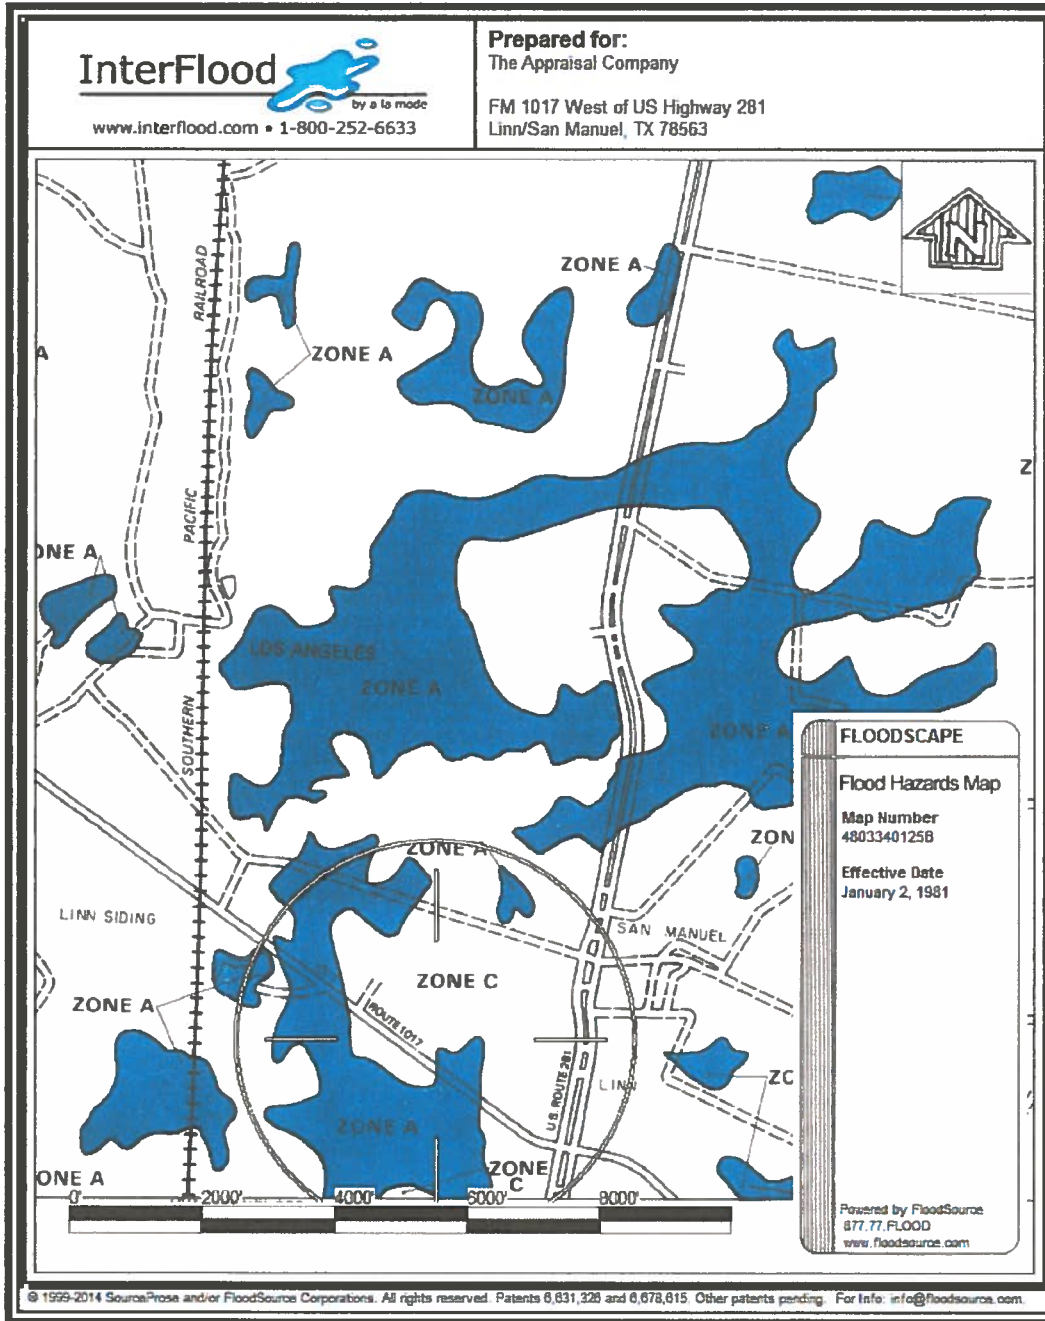 InterFlood
by a la mode
www.interflood.com • 1-800-252-6633
Prepared for:
The Appraisal Company
FM 1017 West of US Highway 281
Linn/San Manuel, TX 78563
N
ZONE A
RAILROAD
ZONE A
A
ZONE A
Z
PACIFIC
ONE A
LOS ANGELES
ZONE A
SOUTHERN
ZONE A
ZONE A
ZON
LINN SIDING
SAN MANUEL
ZONE C
ZONE A
ROUTE 1017
U.S. ROUTE 281
LINN
ZO
ZONE A
ZONE C
ONE A
0' 2000' 4000' 6000' 8000'
FLOODSCAPE
Flood Hazards Map
Map Number
4803340125B
Effective Date
January 2, 1981
Powered by FloodSource
877.77.FLOOD
www.floodsource.com
© 1999-2014 SourceProse and/or FloodSource Corporations. All rights reserved. Patents 6,631,326 and 6,678,615. Other patents pending. For Info: info@floodsource.com.